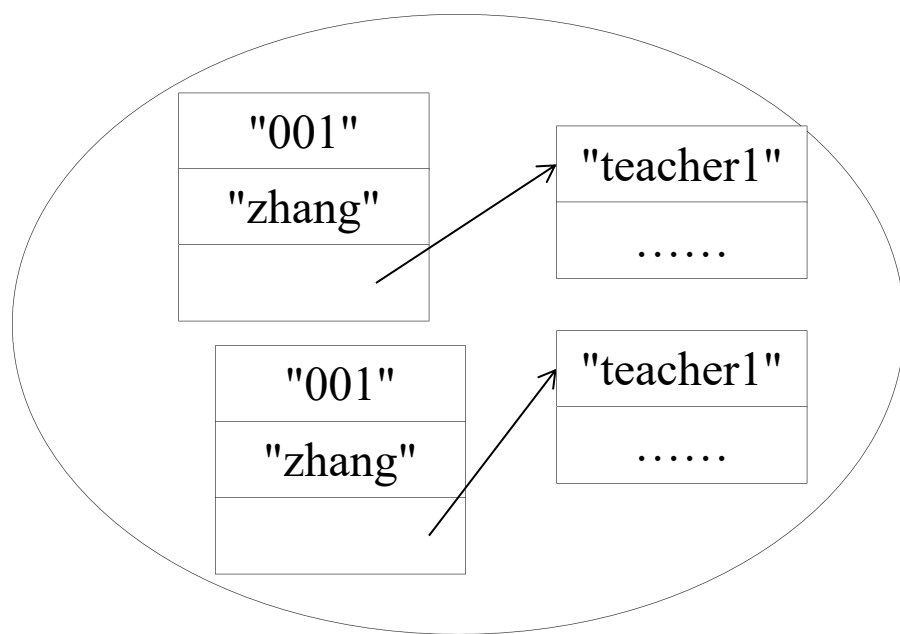 "001"
"zhang"
"teacher1"
……
"001"
"zhang"
"teacher1"
……